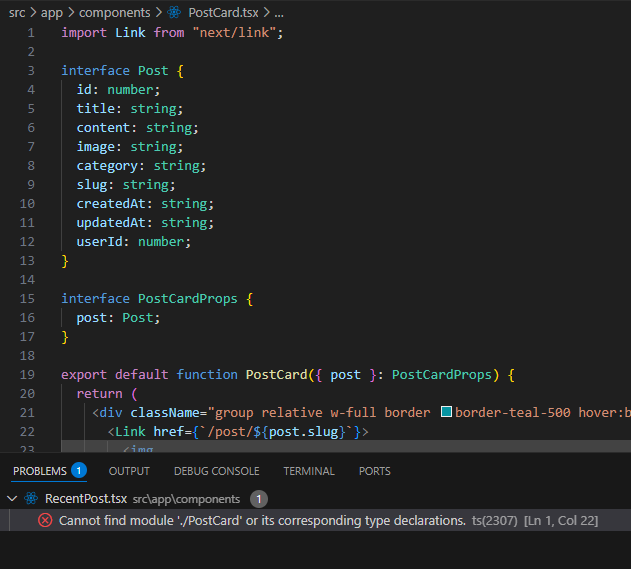 src > app > components > PostCard.tsx > ...
1 import Link from "next/link";
2
3 interface Post {
4 id: number;
5 title: string;
6 content: string;
7 image: string;
8 category: string;
9 slug: string;
10 createdAt: string;
11 updatedAt: string;
12 userId: number;
13 }
14
15 interface PostCardProps {
16 post: Post;
17 }
18
19 export default function PostCard({ post }: PostCardProps) {
20 return (
21 <div className="group relative w-full border border-teal-500 hover:b
22 <Link href={`/post/${post.slug}`}>
23 <img
PROBLEMS 1 OUTPUT DEBUG CONSOLE TERMINAL PORTS
RecentPost.tsx src\app\components 1
Cannot find module './PostCard' or its corresponding type declarations. ts(2307) [Ln 1, Col 22]